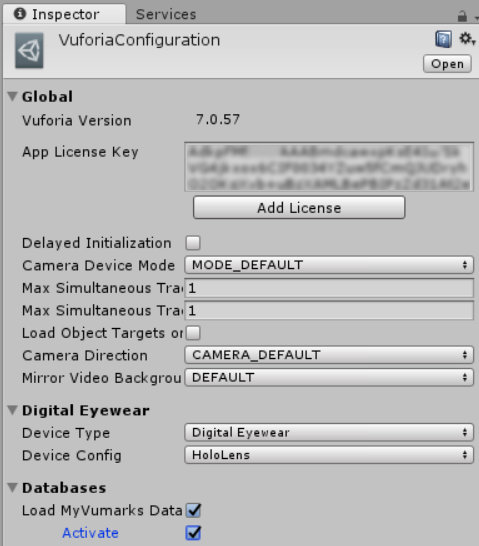 Inspector Services
VuforiaConfiguration
Open
Global
Vuforia Version 7.0.57
App License Key
Add License
Delayed Initialization
Camera Device Mode MODE_DEFAULT
Max Simultaneous Tra 1
Max Simultaneous Tra 1
Load Object Targets or
Camera Direction CAMERA_DEFAULT
Mirror Video Backgrou DEFAULT
Digital Eyewear
Device Type Digital Eyewear
Device Config HoloLens
Databases
Load MyVumarks Data
Activate